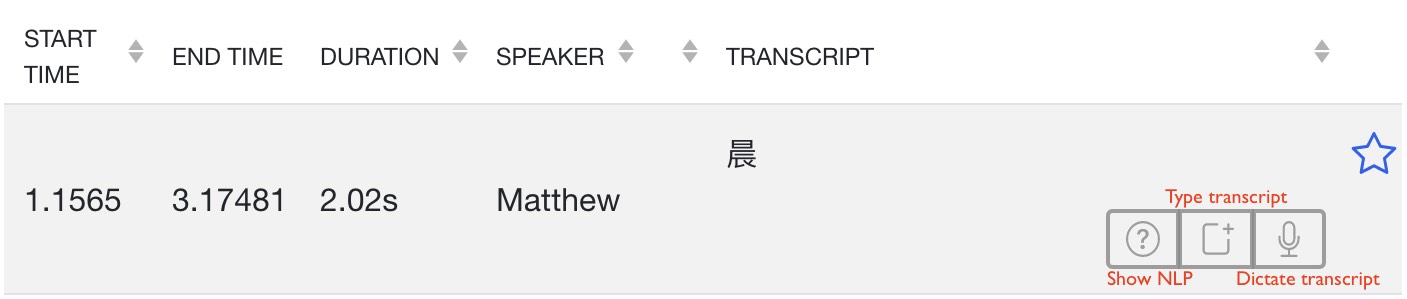 START TIME END TIME DURATION SPEAKER TRANSCRIPT
晨
1.1565 3.17481 2.02s Matthew
Type transcript
Show NLP Dictate transcript